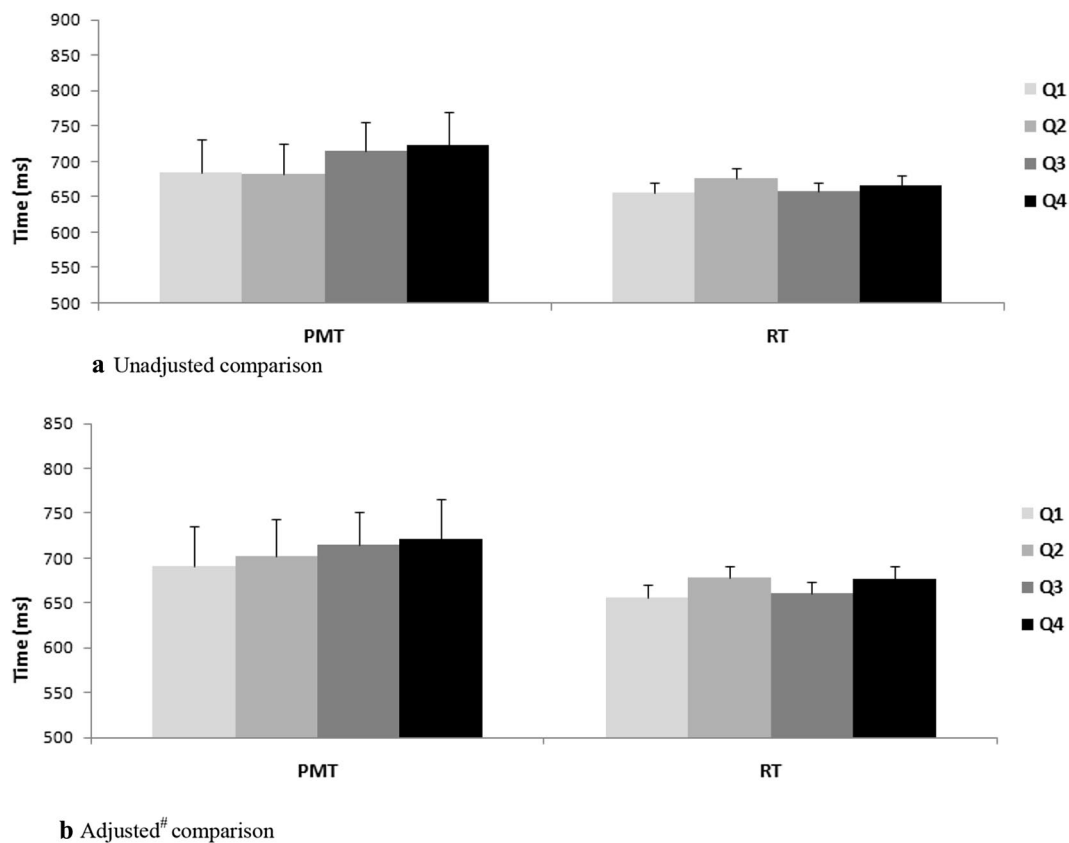 900
850
800
750
700
650
600
550
500
Time (ms)
PMT
RT
Q1
Q2
Q3
Q4
a Unadjusted comparison
850
800
750
700
650
600
550
500
Time (ms)
PMT
RT
Q1
Q2
Q3
Q4
b Adjusted# comparison